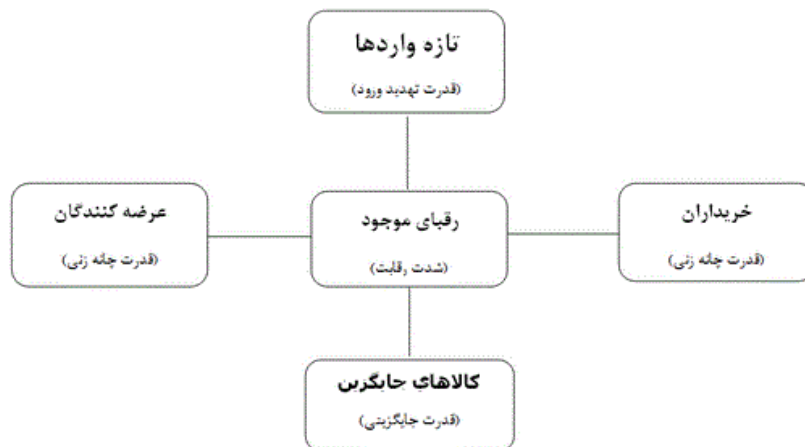 تازه واردها
(قدرت تهدید ورود)
خریداران
(قدرت چانه زنی)
رقبای موجود
(شدت رقابت)
عرضه کنندگان
(قدرت چانه زنی)
کالاهای جایگزین
(قدرت جایگزینی)